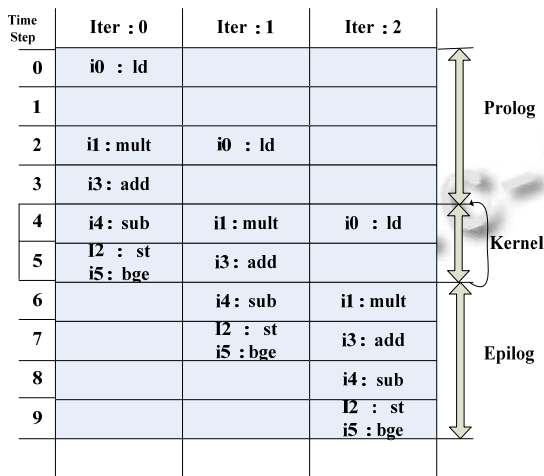 Time Step Iter : 0 Iter : 1 Iter : 2
0 i0 : ld
1
2 i1 : mult i0 : ld
3 i3 : add
4 i4 : sub i1 : mult i0 : ld
5 I2 : st i5 : bge i3 : add
6 i4 : sub i1 : mult
7 I2 : st i5 : bge i3 : add
8 i4 : sub
9 I2 : st i5 : bge
Prolog
Kernel
Epilog